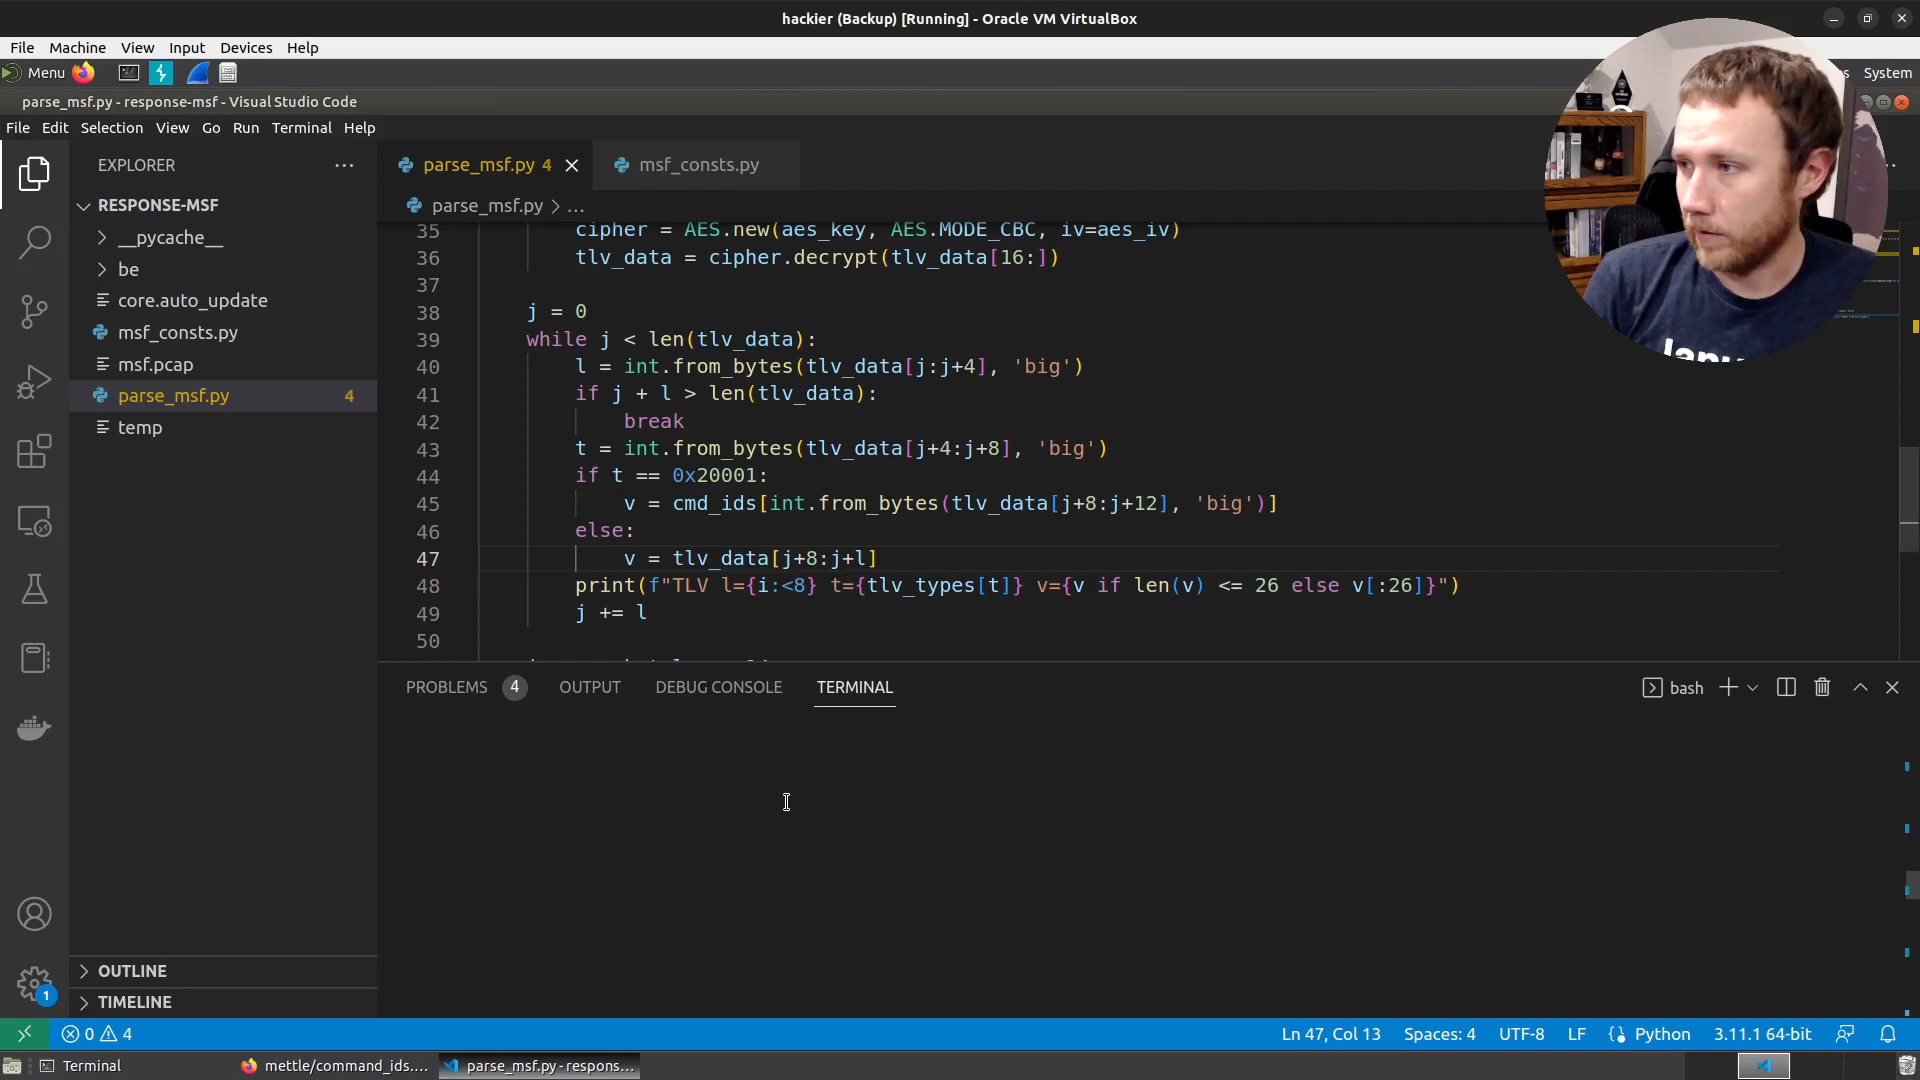 hackier (Backup) [Running] - Oracle VM VirtualBox
File Machine View Input Devices Help
Menu
System
parse_msf.py - response-msf - Visual Studio Code
File Edit Selection View Go Run Terminal Help
EXPLORER
parse_msf.py 4
msf_consts.py
RESPONSE-MSF
parse_msf.py > ...
__pycache__
be
core.auto_update
msf_consts.py
msf.pcap
parse_msf.py 4
temp
35 cipher = AES.new(aes_key, AES.MODE_CBC, iv=aes_iv)
36 tlv_data = cipher.decrypt(tlv_data[16:])
37
38 j = 0
39 while j < len(tlv_data):
40 l = int.from_bytes(tlv_data[j:j+4], 'big')
41 if j + l > len(tlv_data):
42 break
43 t = int.from_bytes(tlv_data[j+4:j+8], 'big')
44 if t == 0x20001:
45 v = cmd_ids[int.from_bytes(tlv_data[j+8:j+12], 'big')]
46 else:
47 v = tlv_data[j+8:j+l]
48 print(f"TLV l={i:<8} t={tlv_types[t]} v={v if len(v) <= 26 else v[:26]}")
49 j += l
50
PROBLEMS 4 OUTPUT DEBUG CONSOLE TERMINAL
bash
OUTLINE
TIMELINE
1
0 4
Ln 47, Col 13 Spaces: 4 UTF-8 LF Python 3.11.1 64-bit
Terminal
mettle/command_ids....
parse_msf.py - respons...